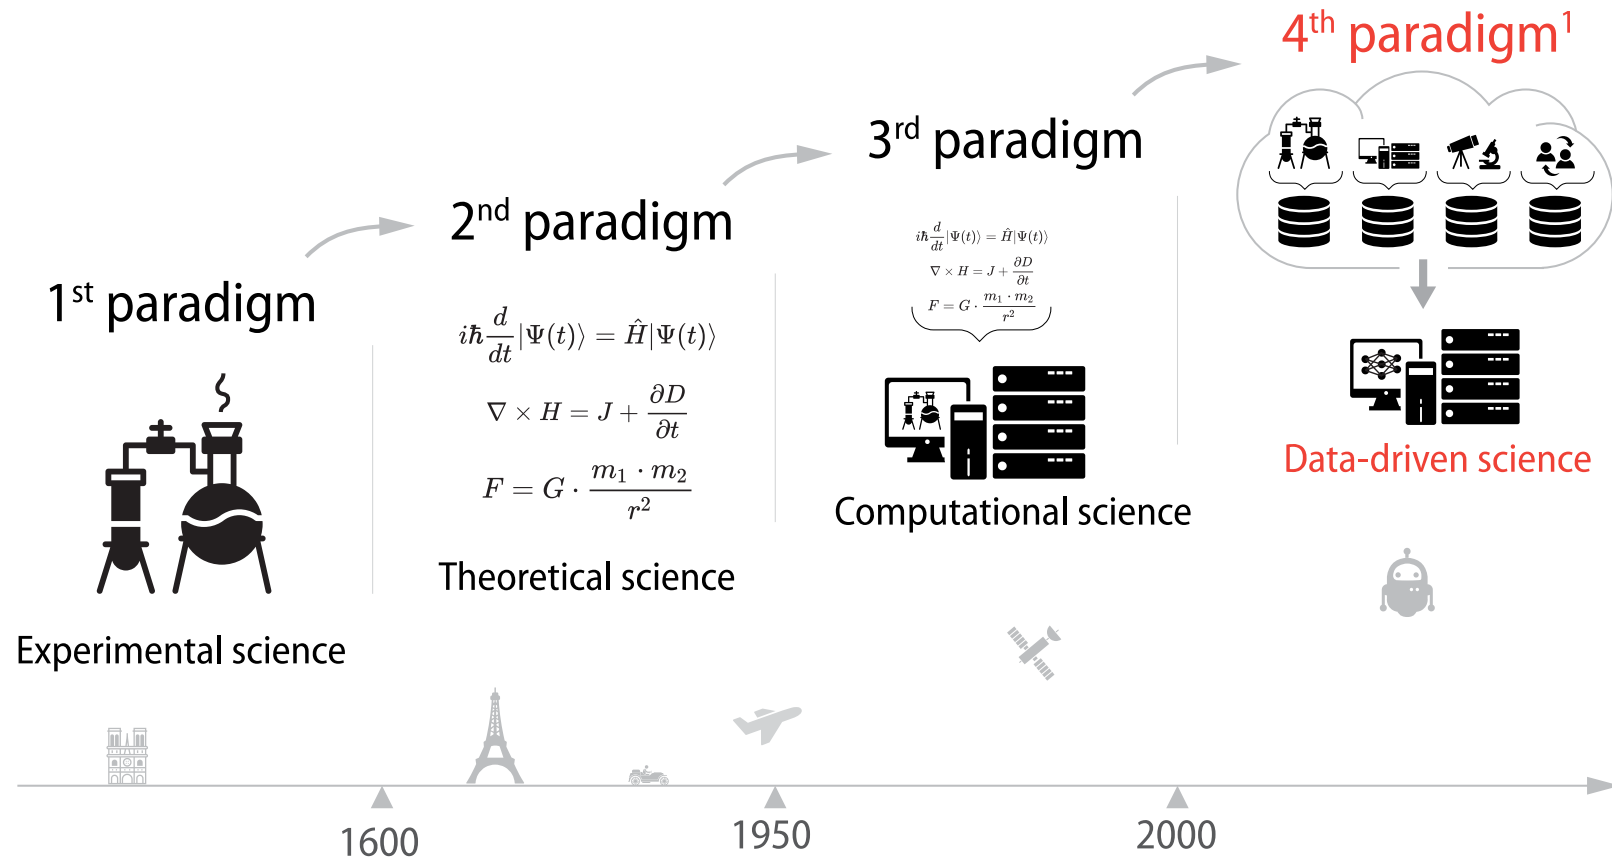 1st paradigm
Experimental science
2nd paradigm
iℏ d/dt |Ψ(t)⟩ = Ĥ|Ψ(t)⟩
∇ × H = J + ∂D/∂t
F = G · m₁ · m₂/r²
Theoretical science
3rd paradigm
iℏ d/dt |Ψ(t)⟩ = Ĥ|Ψ(t)⟩
∇ × H = J + ∂D/∂t
F = G · m₁ · m₂/r²
Computational science
4th paradigm¹
Data-driven science
1600
1950
2000